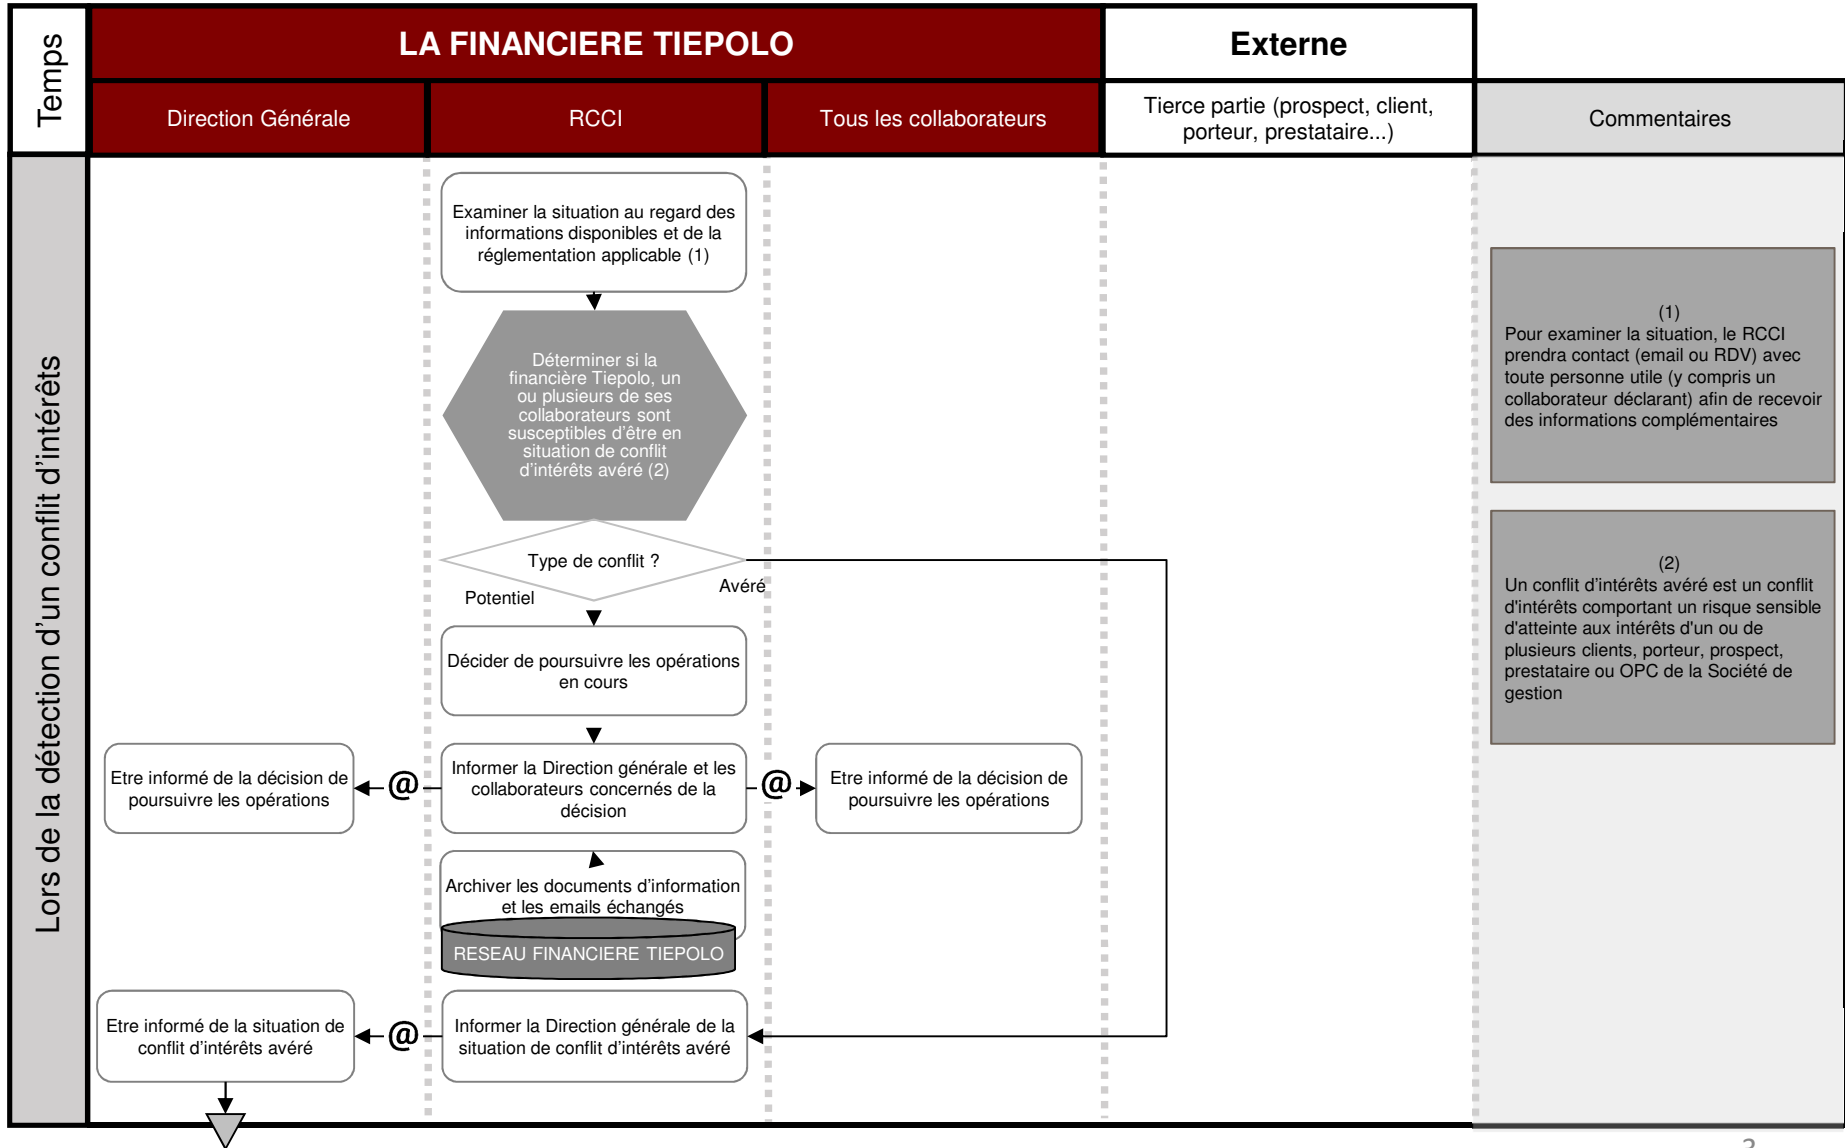 Temps
LA FINANCIERE TIEPOLO
Externe
Direction Générale
RCCI
Tous les collaborateurs
Tierce partie (prospect, client,
porteur, prestataire...)
Commentaires
Lors de la détection d’un conflit d’intérêts
Examiner la situation au regard des
informations disponibles et de la
réglementation applicable (1)
Déterminer si la
financière Tiepolo, un
ou plusieurs de ses
collaborateurs sont
susceptibles d’être en
situation de conflit
d’intérêts avéré (2)
Type de conflit ?
Potentiel
Avéré
Décider de poursuivre les opérations
en cours
Etre informé de la décision de
poursuivre les opérations
@
Informer la Direction générale et les
collaborateurs concernés de la
décision
@
Etre informé de la décision de
poursuivre les opérations
Archiver les documents d’information
et les emails échangés
RESEAU FINANCIERE TIEPOLO
Etre informé de la situation de
conflit d’intérêts avéré
@
Informer la Direction générale de la
situation de conflit d’intérêts avéré
(1)
Pour examiner la situation, le RCCI
prendra contact (email ou RDV) avec
toute personne utile (y compris un
collaborateur déclarant) afin de recevoir
des informations complémentaires
(2)
Un conflit d’intérêts avéré est un conflit
d'intérêts comportant un risque sensible
d'atteinte aux intérêts d'un ou de
plusieurs clients, porteur, prospect,
prestataire ou OPC de la Société de
gestion